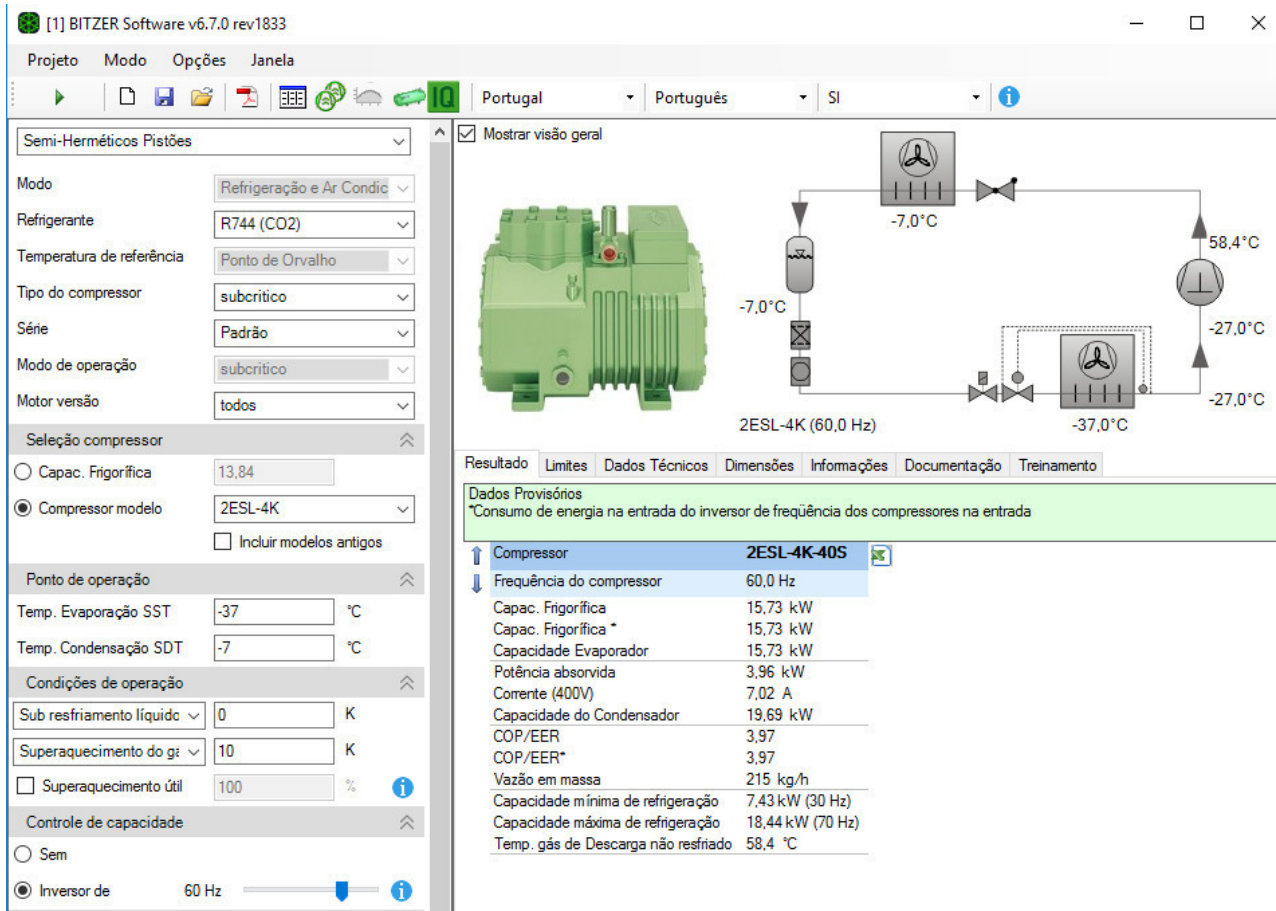 [1] BITZER Software v6.7.0 rev1833
Projeto Modo Opções Janela
IQ Portugal Português SI
Semi-Herméticos Pistões
Modo Refrigeração e Ar Condic
Refrigerante R744 (CO2)
Temperatura de referência Ponto de Orvalho
Tipo do compressor subcritico
Série Padrão
Modo de operação subcritico
Motor versão todos
Seleção compressor
Capac. Frigorífica 13,84
Compressor modelo 2ESL-4K
Incluir modelos antigos
Ponto de operação
Temp. Evaporação SST -37 °C
Temp. Condensação SDT -7 °C
Condições de operação
Sub resfriamento líquidc 0 K
Superaquecimento do ga 10 K
Superaquecimento útil 100 %
Controle de capacidade
Sem
Inversor de 60 Hz
Mostrar visão geral
-7,0°C
58,4°C
-7,0°C
-27,0°C
-27,0°C
2ESL-4K (60,0 Hz)
-37,0°C
Resultado Limites Dados Técnicos Dimensões Informações Documentação Treinamento
Dados Provisórios
*Consumo de energia na entrada do inversor de freqüência dos compressores na entrada
Compressor 2ESL-4K-40S
Frequência do compressor 60,0 Hz
Capac. Frigorífica 15,73 kW
Capac. Frigorífica * 15,73 kW
Capacidade Evaporador 15,73 kW
Potência absorvida 3,96 kW
Corrente (400V) 7,02 A
Capacidade do Condensador 19,69 kW
COP/EER 3,97
COP/EER* 3,97
Vazão em massa 215 kg/h
Capacidade mínima de refrigeração 7,43 kW (30 Hz)
Capacidade máxima de refrigeração 18,44 kW (70 Hz)
Temp. gás de Descarga não resfriado 58,4 °C